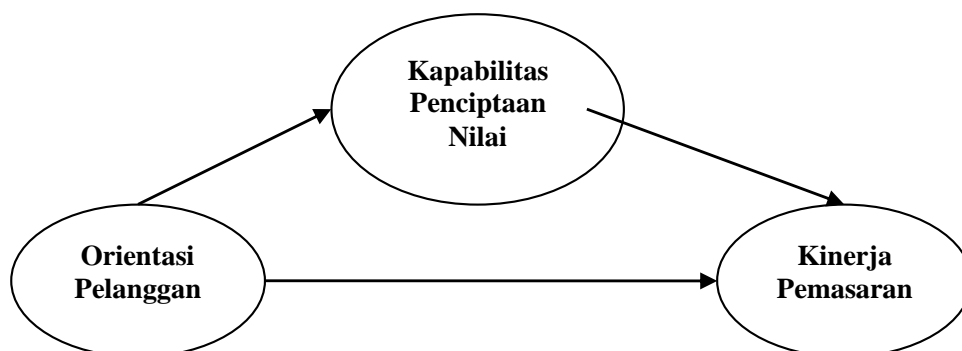 Kapabilitas
Penciptaan
Nilai
Orientasi
Pelanggan
Kinerja
Pemasaran